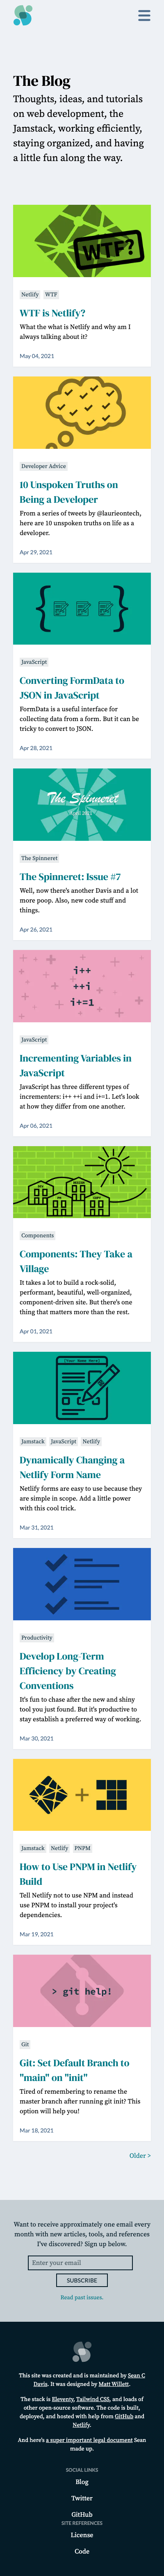 The Blog
Thoughts, ideas, and tutorials
on web development, the
Jamstack, working efficiently,
staying organized, and having
a little fun along the way.
WTF?
Netlify WTF
WTF is Netlify?
What the what is Netlify and why am I
always talking about it?
May 04, 2021
Developer Advice
10 Unspoken Truths on
Being a Developer
From a series of tweets by @laurieontech,
here are 10 unspoken truths on life as a
developer.
Apr 29, 2021
JavaScript
Converting FormData to
JSON in JavaScript
FormData is a useful interface for
collecting data from a form. But it can be
tricky to convert to JSON.
Apr 28, 2021
The Spinneret
The Spinneret
The Spinneret: Issue #7
Well, now there's another Davis and a lot
more poop. Also, new code stuff and
things.
Apr 26, 2021
i++
++i
i+=1
JavaScript
Incrementing Variables in
JavaScript
JavaScript has three different types of
incrementers: i++ ++i and i+=1. Let's look
at how they differ from one another.
Apr 06, 2021
Components
Components: They Take a
Village
It takes a lot to build a rock-solid,
performant, beautiful, well-organized,
component-driven site. But there's one
thing that matters more than the rest.
Apr 01, 2021
[Your Name Here]
Jamstack JavaScript Netlify
Dynamically Changing a
Netlify Form Name
Netlify forms are easy to use because they
are simple in scope. Add a little power
with this cool trick.
Mar 31, 2021
Productivity
Develop Long-Term
Efficiency by Creating
Conventions
It's fun to chase after the new and shiny
tool you just found. But it's productive to
stay establish a preferred way of working.
Mar 30, 2021
Jamstack Netlify PNPM
How to Use PNPM in Netlify
Build
Tell Netlify not to use NPM and instead
use PNPM to install your project's
dependencies.
Mar 19, 2021
> git help!
Git
Git: Set Default Branch to
"main" on "init"
Tired of remembering to rename the
master branch after running git init? This
option will help you!
Mar 18, 2021
Older >
Want to receive approximately one email every
month with new articles, tools, and references
I've discovered? Sign up below.
Enter your email
SUBSCRIBE
Read past issues.
This site was created and is maintained by Sean C
Davis. It was designed by Matt Willett.
The stack is Eleventy, Tailwind CSS, and loads of
other open-source software. The code is built,
deployed, and hosted with help from GitHub and
Netlify.
And here's a super important legal document Sean
made up.
SOCIAL LINKS
Blog
Twitter
GitHub
SITE REFERENCES
License
Code